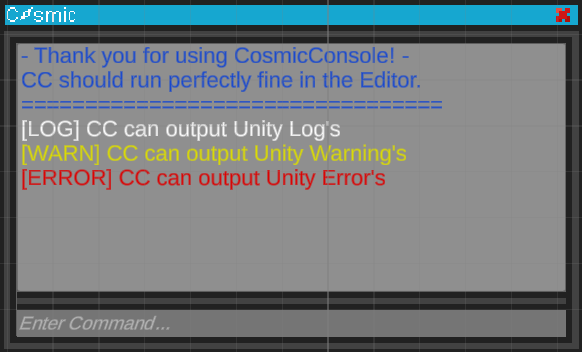 Cosmic
- Thank you for using CosmicConsole! -
CC should run perfectly fine in the Editor.
=================================
[LOG] CC can output Unity Log's
[WARN] CC can output Unity Warning's
[ERROR] CC can output Unity Error's
Enter Command...